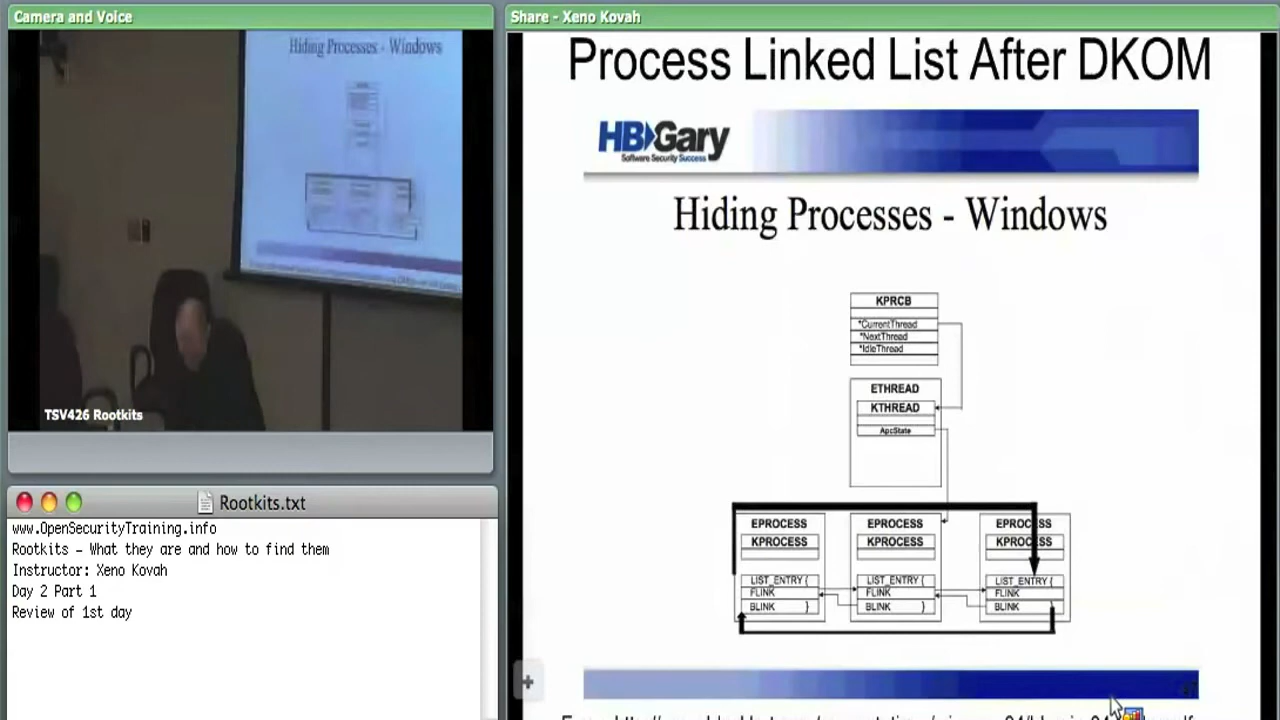 Camera and Voice
Hiding Processes - Windows
TSV426 Rootkits
Rootkits.txt
www.OpenSecurityTraining.info
Rootkits – What they are and how to find them
Instructor: Xeno Kovah
Day 2 Part 1
Review of 1st day
Share - Xeno Kovah
Process Linked List After DKOM
HBGary
Software Security Success
Hiding Processes - Windows
KPRCB
*CurrentThread
*NextThread
*IdleThread
ETHREAD
KTHREAD
ApcState
EPROCESS
KPROCESS
LIST_ENTRY {
FLINK
BLINK }
EPROCESS
KPROCESS
LIST_ENTRY {
FLINK
BLINK }
EPROCESS
KPROCESS
LIST_ENTRY {
FLINK
BLINK }